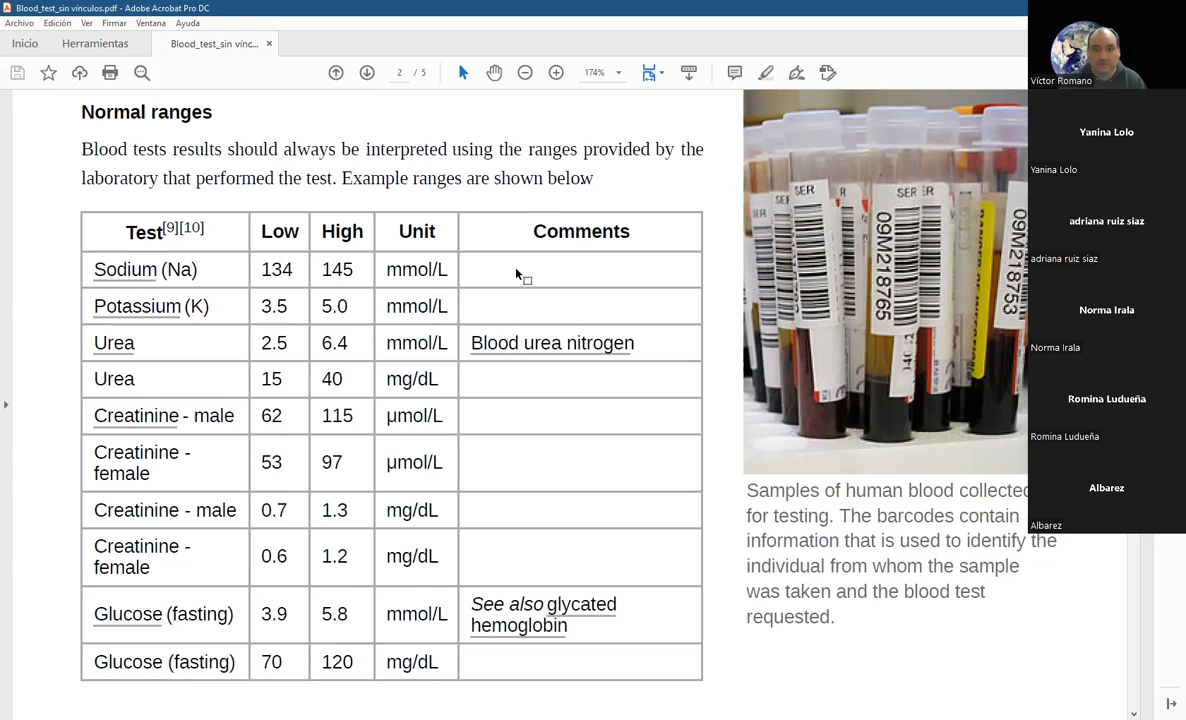 Blood_test_sin vínculos.pdf - Adobe Acrobat Pro DC
Archivo Edición Ver Firmar Ventana Ayuda
Inicio Herramientas Blood_test_sin vínc... ×
2 / 5 174%
Normal ranges
Blood tests results should always be interpreted using the ranges provided by the
laboratory that performed the test. Example ranges are shown below
Test[9][10] Low High Unit Comments
Sodium (Na) 134 145 mmol/L
Potassium (K) 3.5 5.0 mmol/L
Urea 2.5 6.4 mmol/L Blood urea nitrogen
Urea 15 40 mg/dL
Creatinine - male 62 115 μmol/L
Creatinine -
female 53 97 μmol/L
Creatinine - male 0.7 1.3 mg/dL
Creatinine -
female 0.6 1.2 mg/dL
Glucose (fasting) 3.9 5.8 mmol/L See also glycated
hemoglobin
Glucose (fasting) 70 120 mg/dL
SER
SER
R
SER
ER
09M218765
09M218753
Samples of human blood collected
for testing. The barcodes contain
information that is used to identify the
individual from whom the sample
was taken and the blood test
requested.
Víctor Romano
Yanina Lolo
Yanina Lolo
adriana ruiz siaz
adriana ruiz siaz
Norma Irala
Norma Irala
Romina Ludueña
Romina Ludueña
Albarez
Albarez